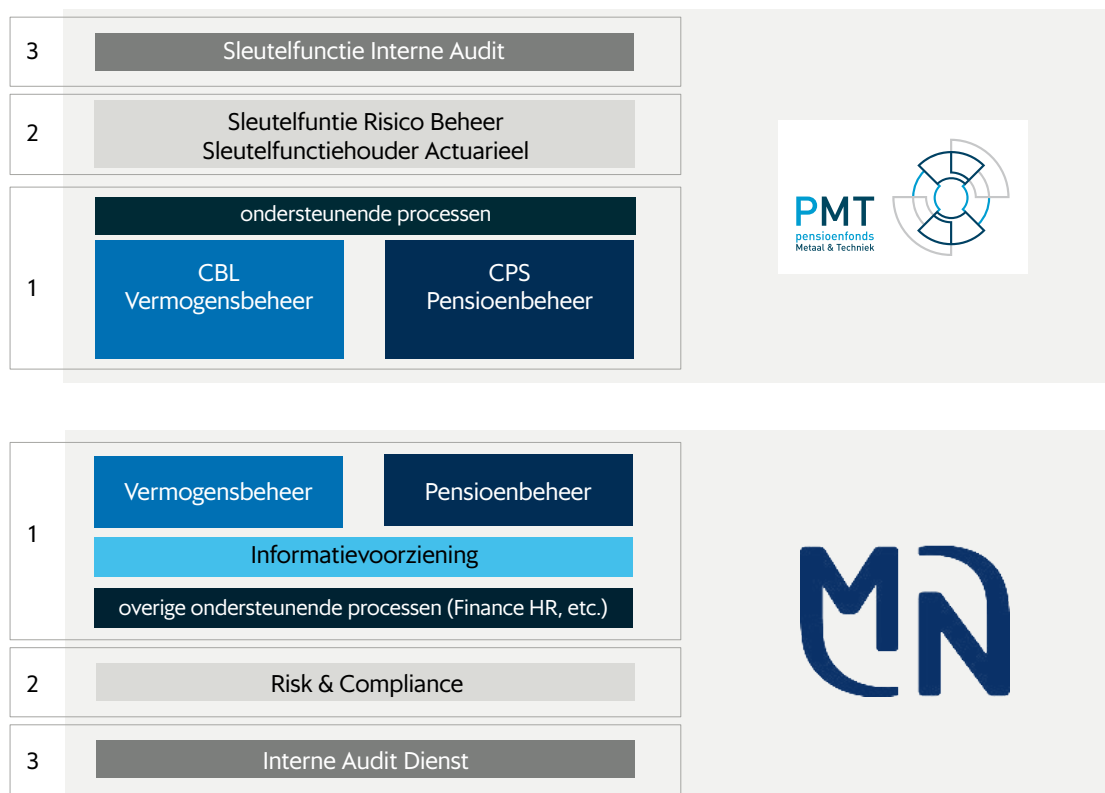 3
Sleutelfunctie Interne Audit
2
Sleutelfuntie Risico Beheer
Sleutelfunctiehouder Actuarieel
PMT
pensioenfonds
Metaal & Techniek
1
ondersteunende processen
CBL
Vermogensbeheer
CPS
Pensioenbeheer
1
Vermogensbeheer
Pensioenbeheer
Informatievoorziening
overige ondersteunende processen (Finance HR, etc.)
MN
2
Risk & Compliance
3
Interne Audit Dienst